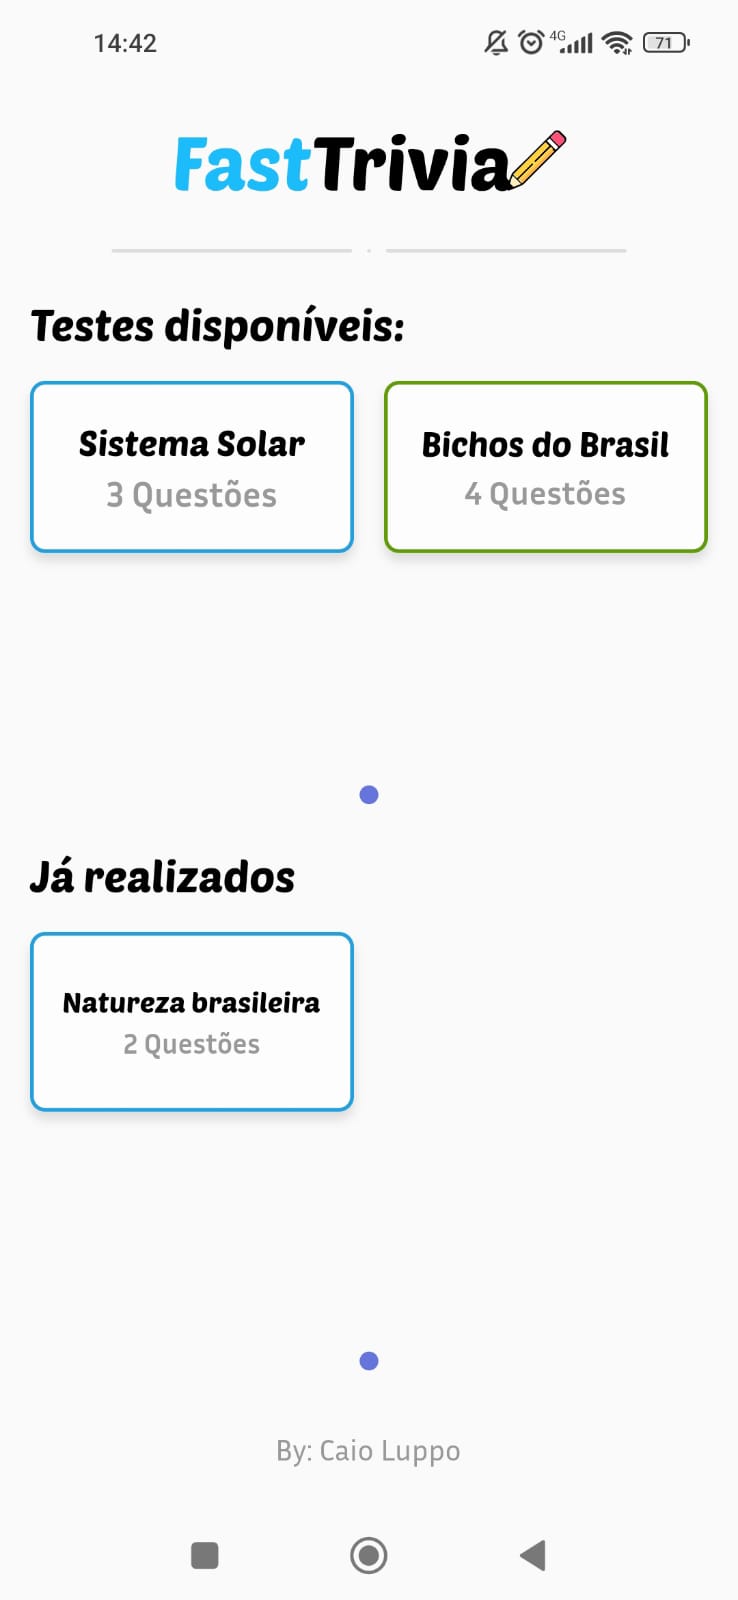 14:42
4G
71
FastTrivia
Testes disponíveis:
Sistema Solar
3 Questões
Bichos do Brasil
4 Questões
Já realizados
Natureza brasileira
2 Questões
By: Caio Luppo